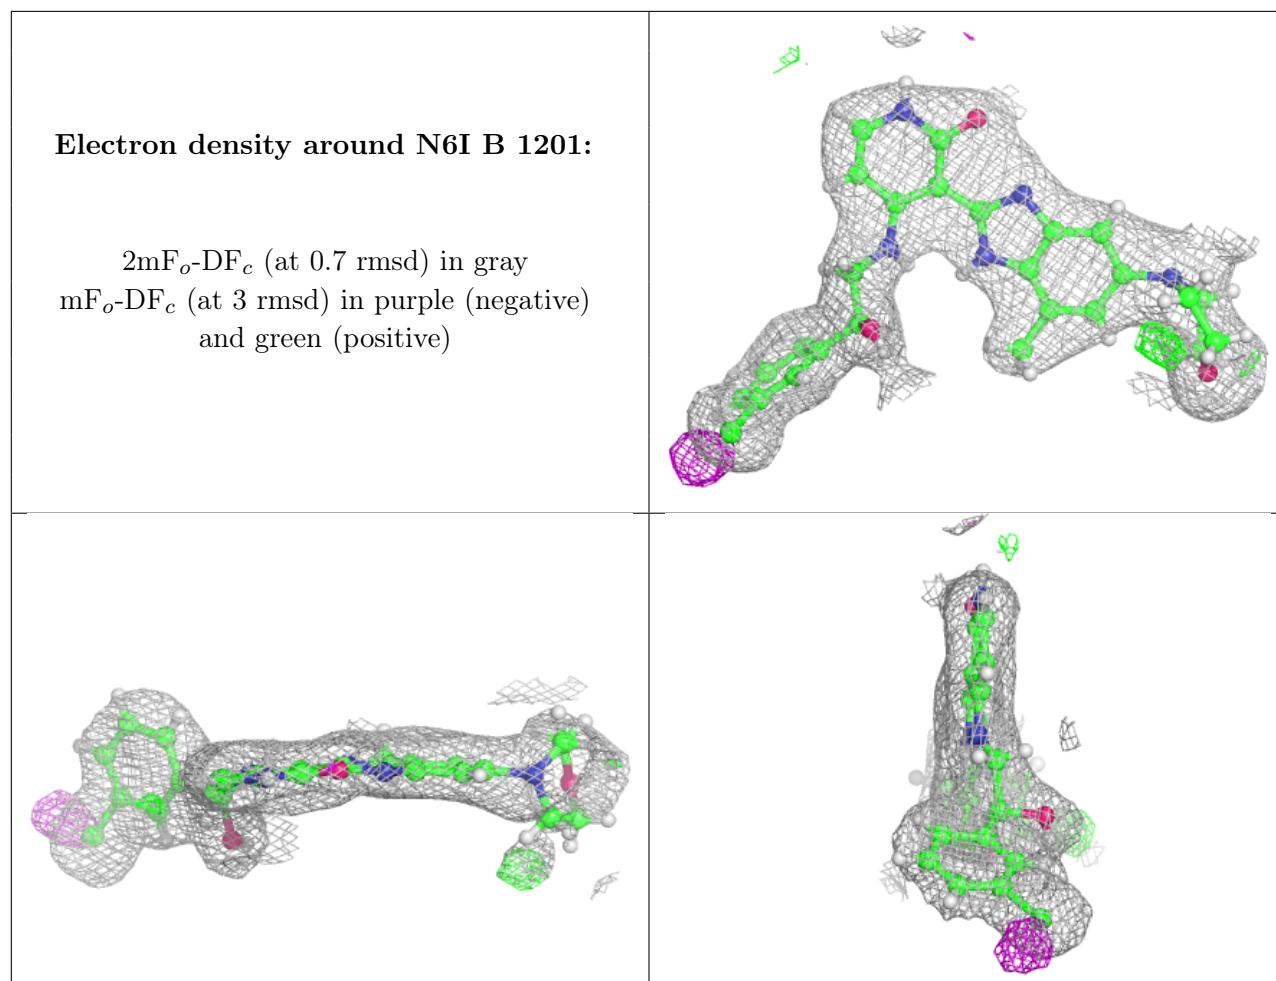 Electron density around N6I B 1201:
2mFo-DFc (at 0.7 rmsd) in gray
mFo-DFc (at 3 rmsd) in purple (negative)
and green (positive)